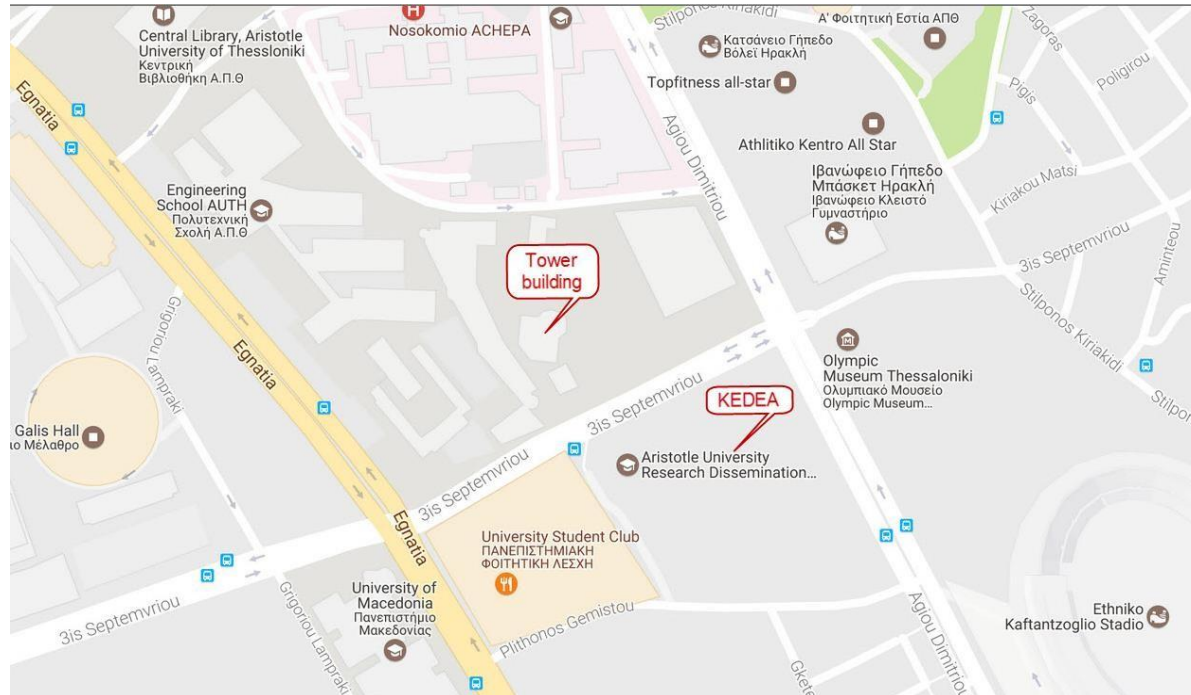 Central Library, Aristotle
University of Thessloniki
Κεντρική
Βιβλιοθήκη Α.Π.Θ
H
Nosokomio ACHEPA
Stilponos Kiriakidi
Α' Φοιτητική Εστία ΑΠΘ
Zagoras
Poligirou
Pigis
Κατσάνειο Γήπεδο
Βόλεϊ Ηρακλή
Topfitness all-star
Agiou Dimitriou
Athlitiko Kentro All Star
Egnatia
Engineering
School AUTH
Πολυτεχνική
Σχολή Α.Π.Θ
Ιβανώφειο Γήπεδο
Μπάσκετ Ηρακλή
Ιβανώφειο Κλειστό
Γυμναστήριο
Kiriakou Matsi
3is Septemvriou
Aminteou
Tower
building
Grigoriou Lampraki
Egnatia
Stilponos Kiriakidi
Olympic
Museum Thessaloniki
Ολυμπιακό Μουσείο
Olympic Museum...
Stilpor
KEDEA
3is Septemvriou
Galis Hall
ιο Μέλαθρο
Aristotle University
Research Dissemination...
3is Septemvriou
Egnatia
University Student Club
ΠΑΝΕΠΙΣΤΗΜΙΑΚΗ
ΦΟΙΤΗΤΙΚΗ ΛΕΣΧΗ
University of
Macedonia
Πανεπιστήμιο
Μακεδονίας
Grigoriou Lampraki
3is Septemvriou
Plithonos Gemistou
Agiou Dimitriou
Ethniko
Kaftantzoglio Stadio
Gkete